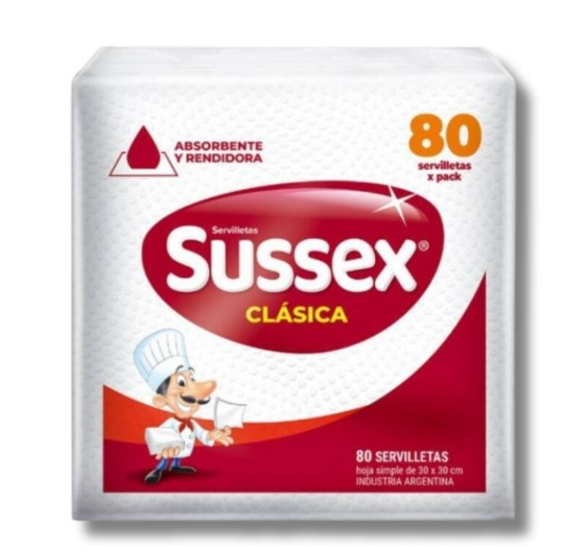 ABSORBENTE
Y RENDIDORA
80
servilletas
x pack
Servilletas
Sussex®
CLÁSICA
80 SERVILLETAS
hoja simple de 30 x 30 cm
INDUSTRIA ARGENTINA